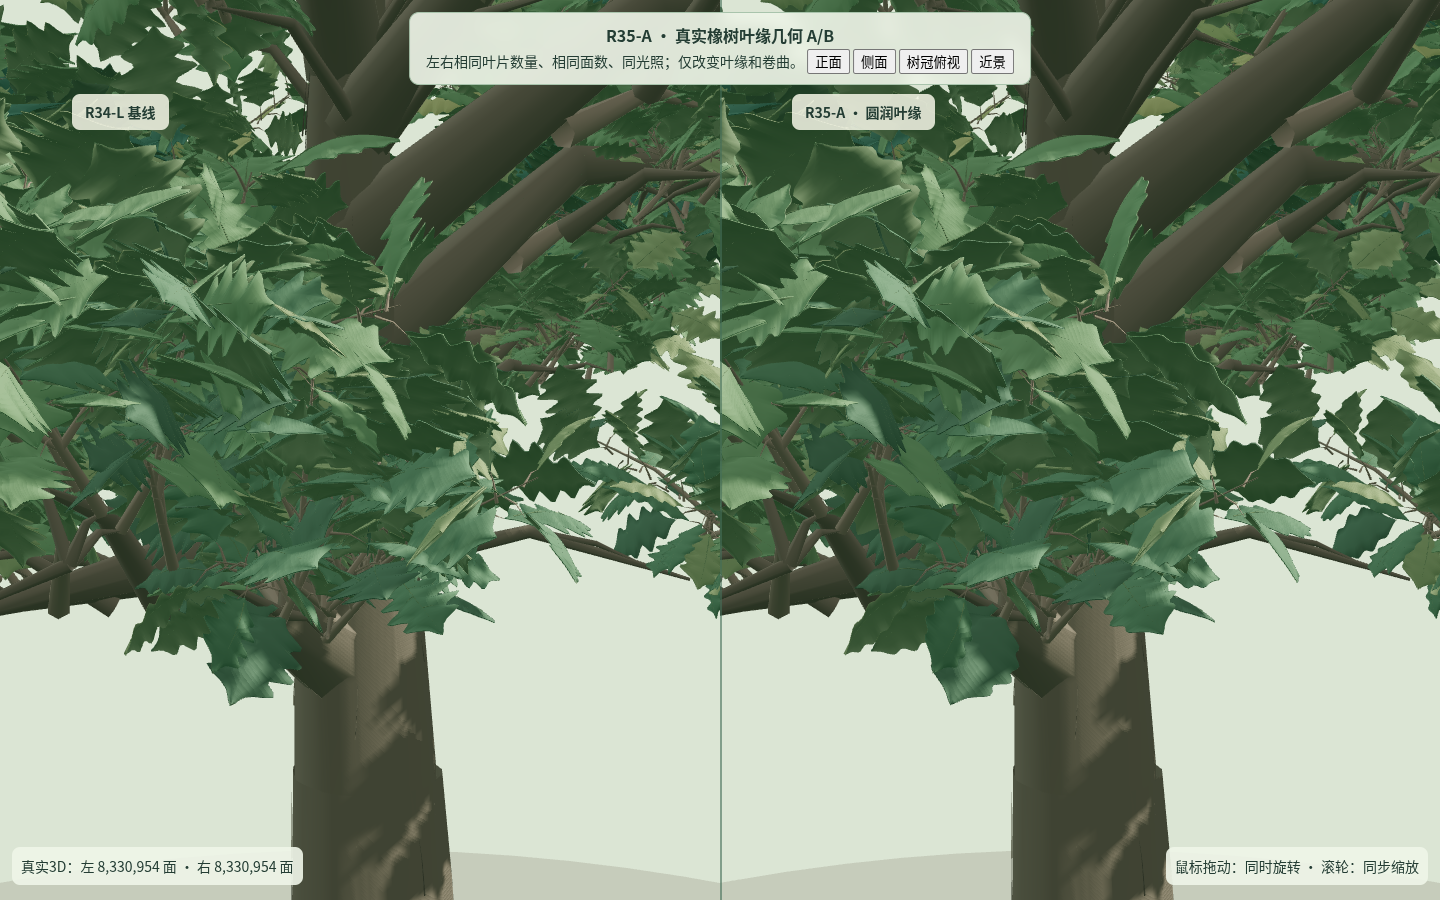 R35-A · 真实橡树叶缘几何 A/B
左右相同叶片数量、相同面数、同光照；仅改变叶缘和卷曲。 正面 侧面 树冠俯视 近景
R34-L 基线
R35-A · 圆润叶缘
真实3D：左 8,330,954 面 · 右 8,330,954 面
鼠标拖动：同时旋转 · 滚轮：同步缩放